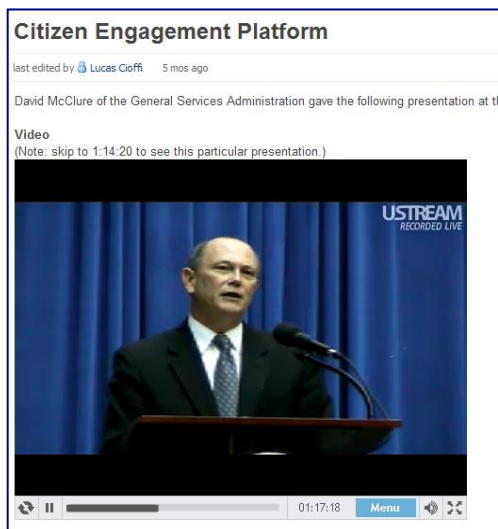 Citizen Engagement Platform
last edited by Lucas Cioffi 5 mos ago
David McClure of the General Services Administration gave the following presentation at
Video
(Note: skip to 1:14:20 to see this particular presentation.)
USTREAM
RECORDED LIVE
01:17:18 Menu